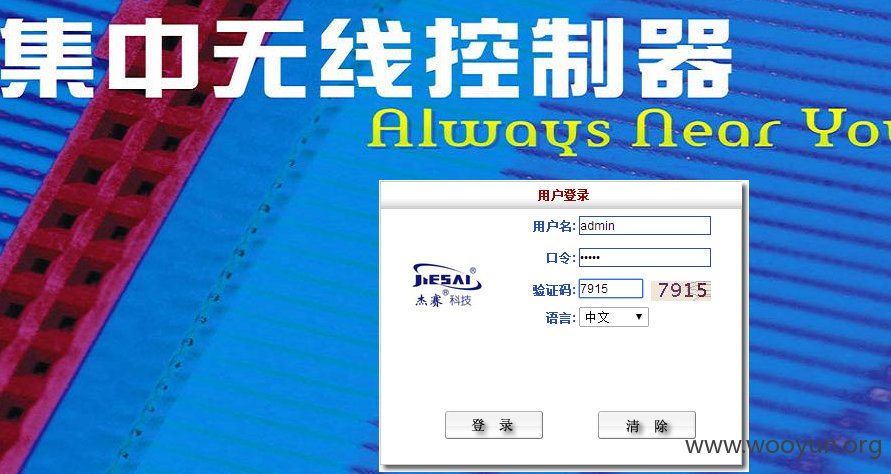 集中无线控制器
Always Near You
用户登录
用户名: admin
口令: •••••
验证码: 7915 7915
语言: 中文
JIESAI®
杰赛®科技
登 录 清 除
www.wooyun.org